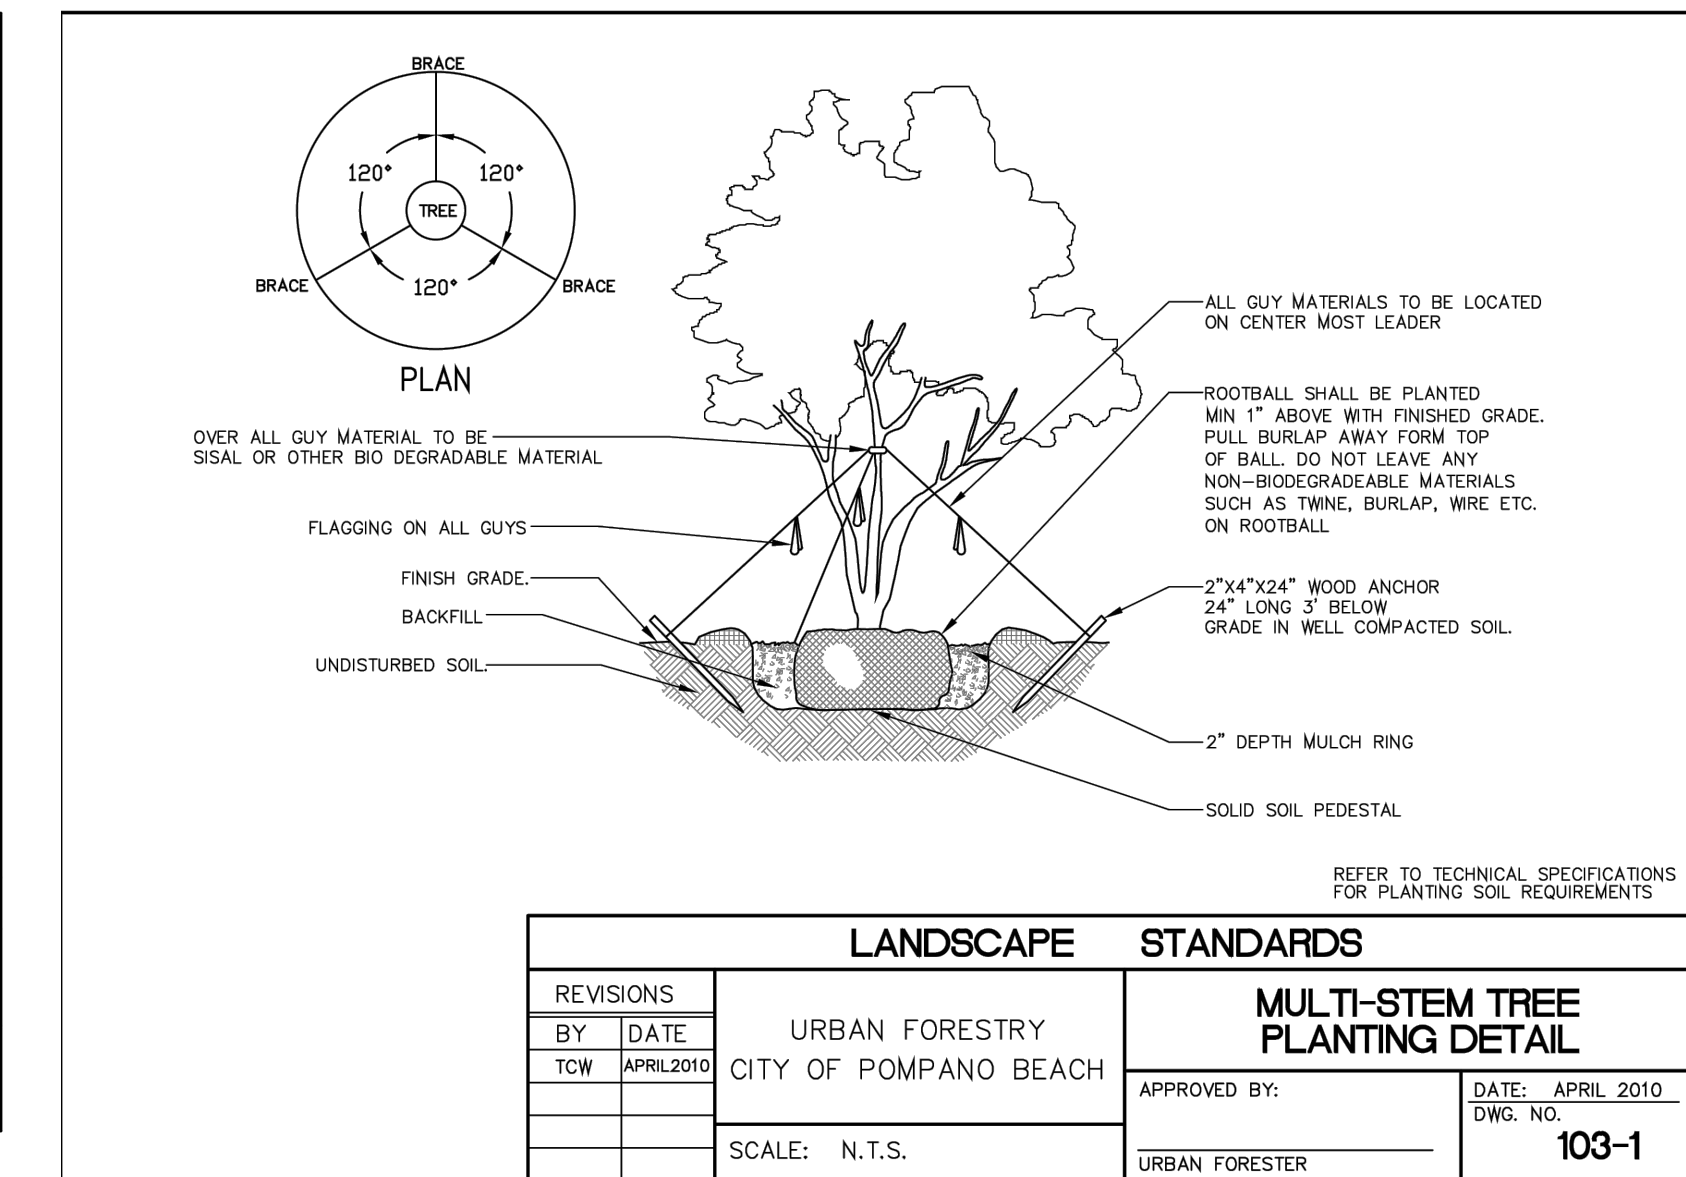 BRACE
120° 120°
TREE
BRACE 120° BRACE
PLAN
OVER ALL GUY MATERIAL TO BE
SISAL OR OTHER BIO DEGRADABLE MATERIAL
FLAGGING ON ALL GUYS
FINISH GRADE.
BACKFILL
UNDISTURBED SOIL.
ALL GUY MATERIALS TO BE LOCATED
ON CENTER MOST LEADER
ROOTBALL SHALL BE PLANTED
MIN 1" ABOVE WITH FINISHED GRADE.
PULL BURLAP AWAY FORM TOP
OF BALL. DO NOT LEAVE ANY
NON-BIODEGRADEABLE MATERIALS
SUCH AS TWINE, BURLAP, WIRE ETC.
ON ROOTBALL
2"X4"X24" WOOD ANCHOR
24" LONG 3' BELOW
GRADE IN WELL COMPACTED SOIL.
2" DEPTH MULCH RING
SOLID SOIL PEDESTAL
REFER TO TECHNICAL SPECIFICATIONS
FOR PLANTING SOIL REQUIREMENTS
LANDSCAPE STANDARDS
REVISIONS
BY DATE
TCW APRIL2010
URBAN FORESTRY
CITY OF POMPANO BEACH
SCALE: N.T.S.
MULTI-STEM TREE
PLANTING DETAIL
APPROVED BY:
URBAN FORESTER
DATE: APRIL 2010
DWG. NO.
103-1